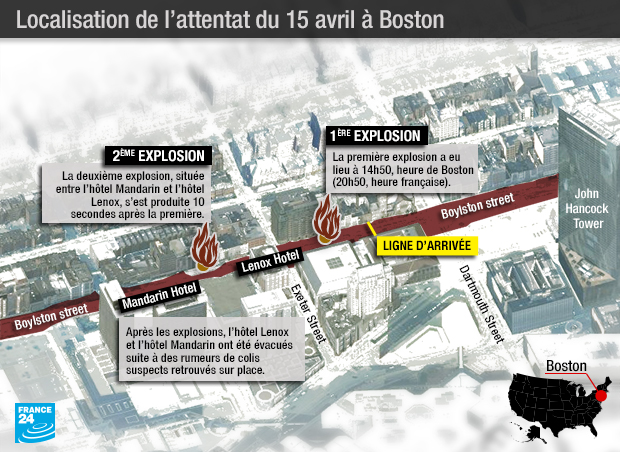 Localisation de l'attentat du 15 avril à Boston
1ÈRE EXPLOSION
La première explosion a eu
lieu à 14h50, heure de Boston
(20h50, heure française).
2ÈME EXPLOSION
La deuxième explosion, située
entre l'hôtel Mandarin et l'hôtel
Lenox, s'est produite 10
secondes après la première.
John
Hancock
Tower
Boylston street
LIGNE D'ARRIVÉE
Lenox Hotel
Mandarin Hotel
Boylston street
Exeter Street
Dartmouth Street
Après les explosions, l'hôtel Lenox
et l'hôtel Mandarin ont été évacués
suite à des rumeurs de colis
suspects retrouvés sur place.
Boston
FRANCE
24